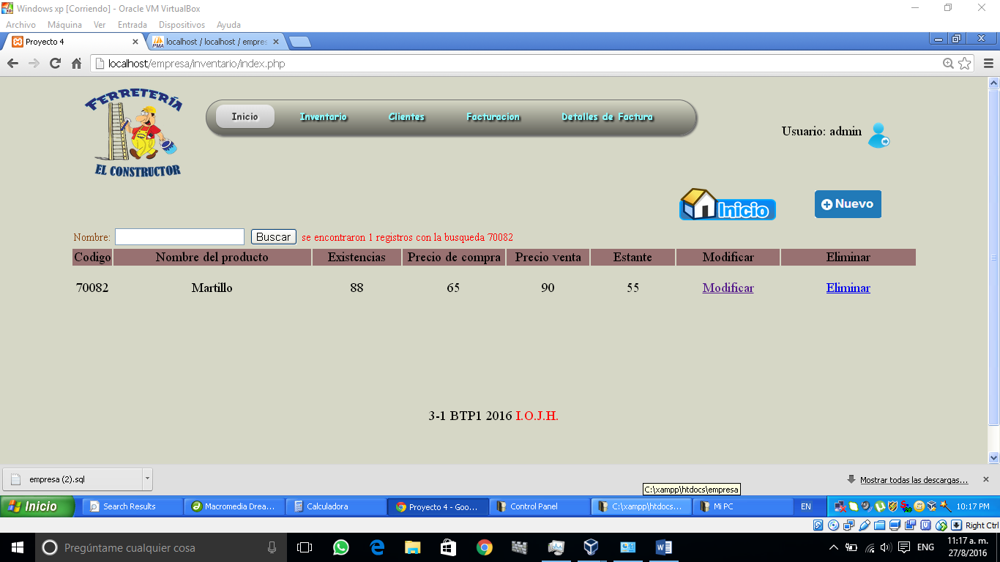 Windows xp [Corriendo] - Oracle VM VirtualBox
Archivo Máquina Ver Entrada Dispositivos Ayuda
Proyecto 4
localhost / localhost / empres
localhost/empresa/inventario/index.php
FERRETERÍA
EL CONSTRUCTOR
Inicio Inventario Clientes Facturacion Detalles de Factura
Usuario: admin
Inicio
Nuevo
Nombre: Buscar se encontraron 1 registros con la busqueda 70082
Codigo Nombre del producto Existencias Precio de compra Precio venta Estante Modificar Eliminar
70082 Martillo 88 65 90 55 Modificar Eliminar
3-1 BTP1 2016 I.O.J.H.
empresa (2).sql
C:\xampp\htdocs\empresa
Mostrar todas las descargas...
Inicio Search Results Macromedia Drea... Calculadora Proyecto 4 - Goo... Control Panel C:\xampp\htdocs... Mi PC EN 10:17 PM
Right Ctrl
Pregúntame cualquier cosa
ENG
11:17 a. m.
27/8/2016